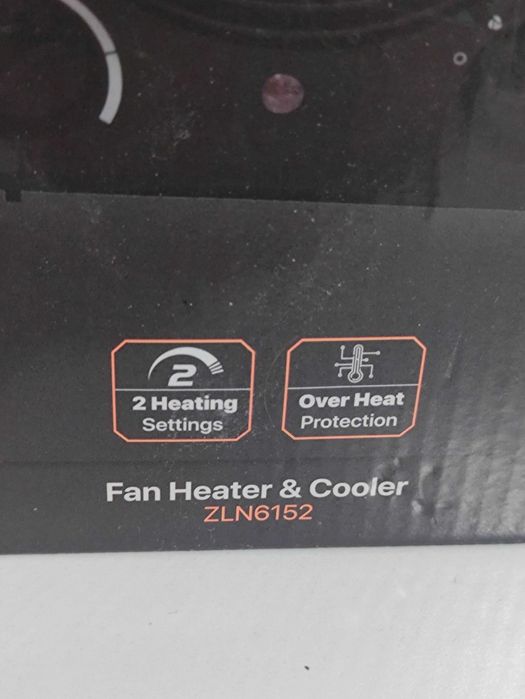 2
2 Heating
Settings
Over Heat
Protection
Fan Heater & Cooler
ZLN6152